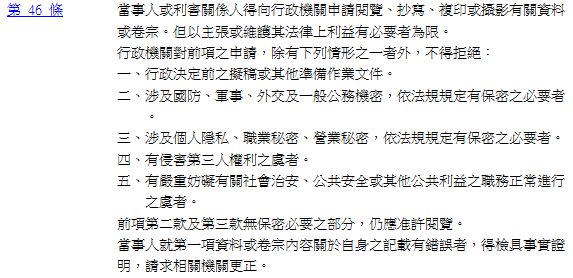 第 46 條　當事人或利害關係人得向行政機關申請閱覽、抄寫、複印或攝影有關資料
或卷宗。但以主張或維護其法律上利益有必要者為限。
行政機關對前項之申請，除有下列情形之一者外，不得拒絕：
一、行政決定前之擬稿或其他準備作業文件。
二、涉及國防、軍事、外交及一般公務機密，依法規規定有保密之必要者
。
三、涉及個人隱私、職業秘密、營業秘密，依法規規定有保密之必要者。
四、有侵害第三人權利之虞者。
五、有嚴重妨礙有關社會治安、公共安全或其他公共利益之職務正常進行
之虞者。
前項第二款及第三款無保密必要之部分，仍應准許閱覽。
當事人就第一項資料或卷宗內容關於自身之記載有錯誤者，得檢具事實證
明，請求相關機關更正。